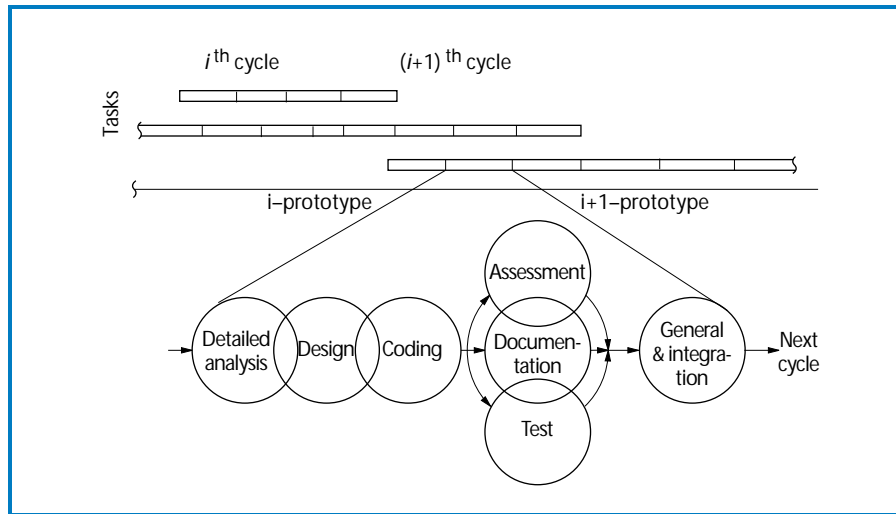 i th cycle
(i+1) th cycle
Tasks
i–prototype
i+1–prototype
Assessment
Detailed
analysis
Design
Coding
Documen-
tation
General
& integra-
tion
Next
cycle
Test